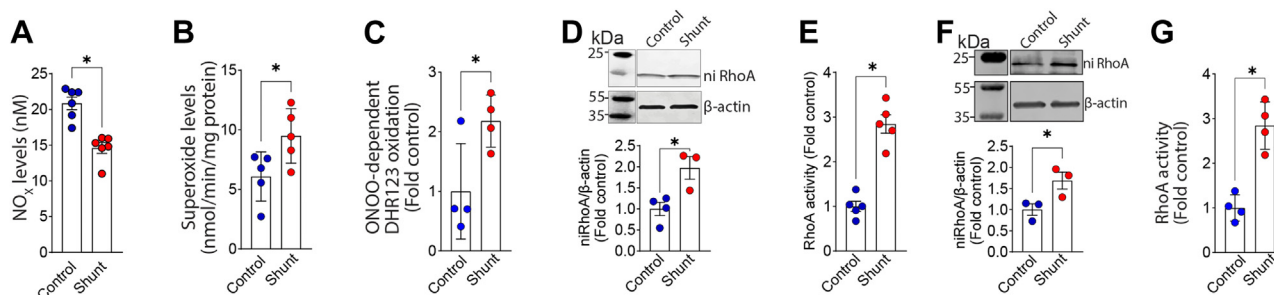 A
NOX levels (nM)
25
20
15
10
5
0
*
Control
Shunt
B
Superoxide levels
(nmol/min/mg protein)
15
10
5
0
*
Control
Shunt
C
ONOO-dependent
DHR123 oxidation
(Fold control)
3
2
1
0
*
Control
Shunt
D
kDa
Control
Shunt
25
ni RhoA
55
35
β-actin
niRhoA/β-actin
(Fold control)
2.5
2.0
1.5
1.0
0.5
0.0
*
Control
Shunt
E
RhoA activity (Fold control)
4
3
2
1
0
*
Control
Shunt
F
kDa
Control
Shunt
25
ni RhoA
55
35
β-actin
niRhoA/β-actin
(Fold control)
2.5
2.0
1.5
1.0
0.5
0.0
*
Control
Shunt
G
RhoA activity
(Fold control)
4
3
2
1
0
*
Control
Shunt